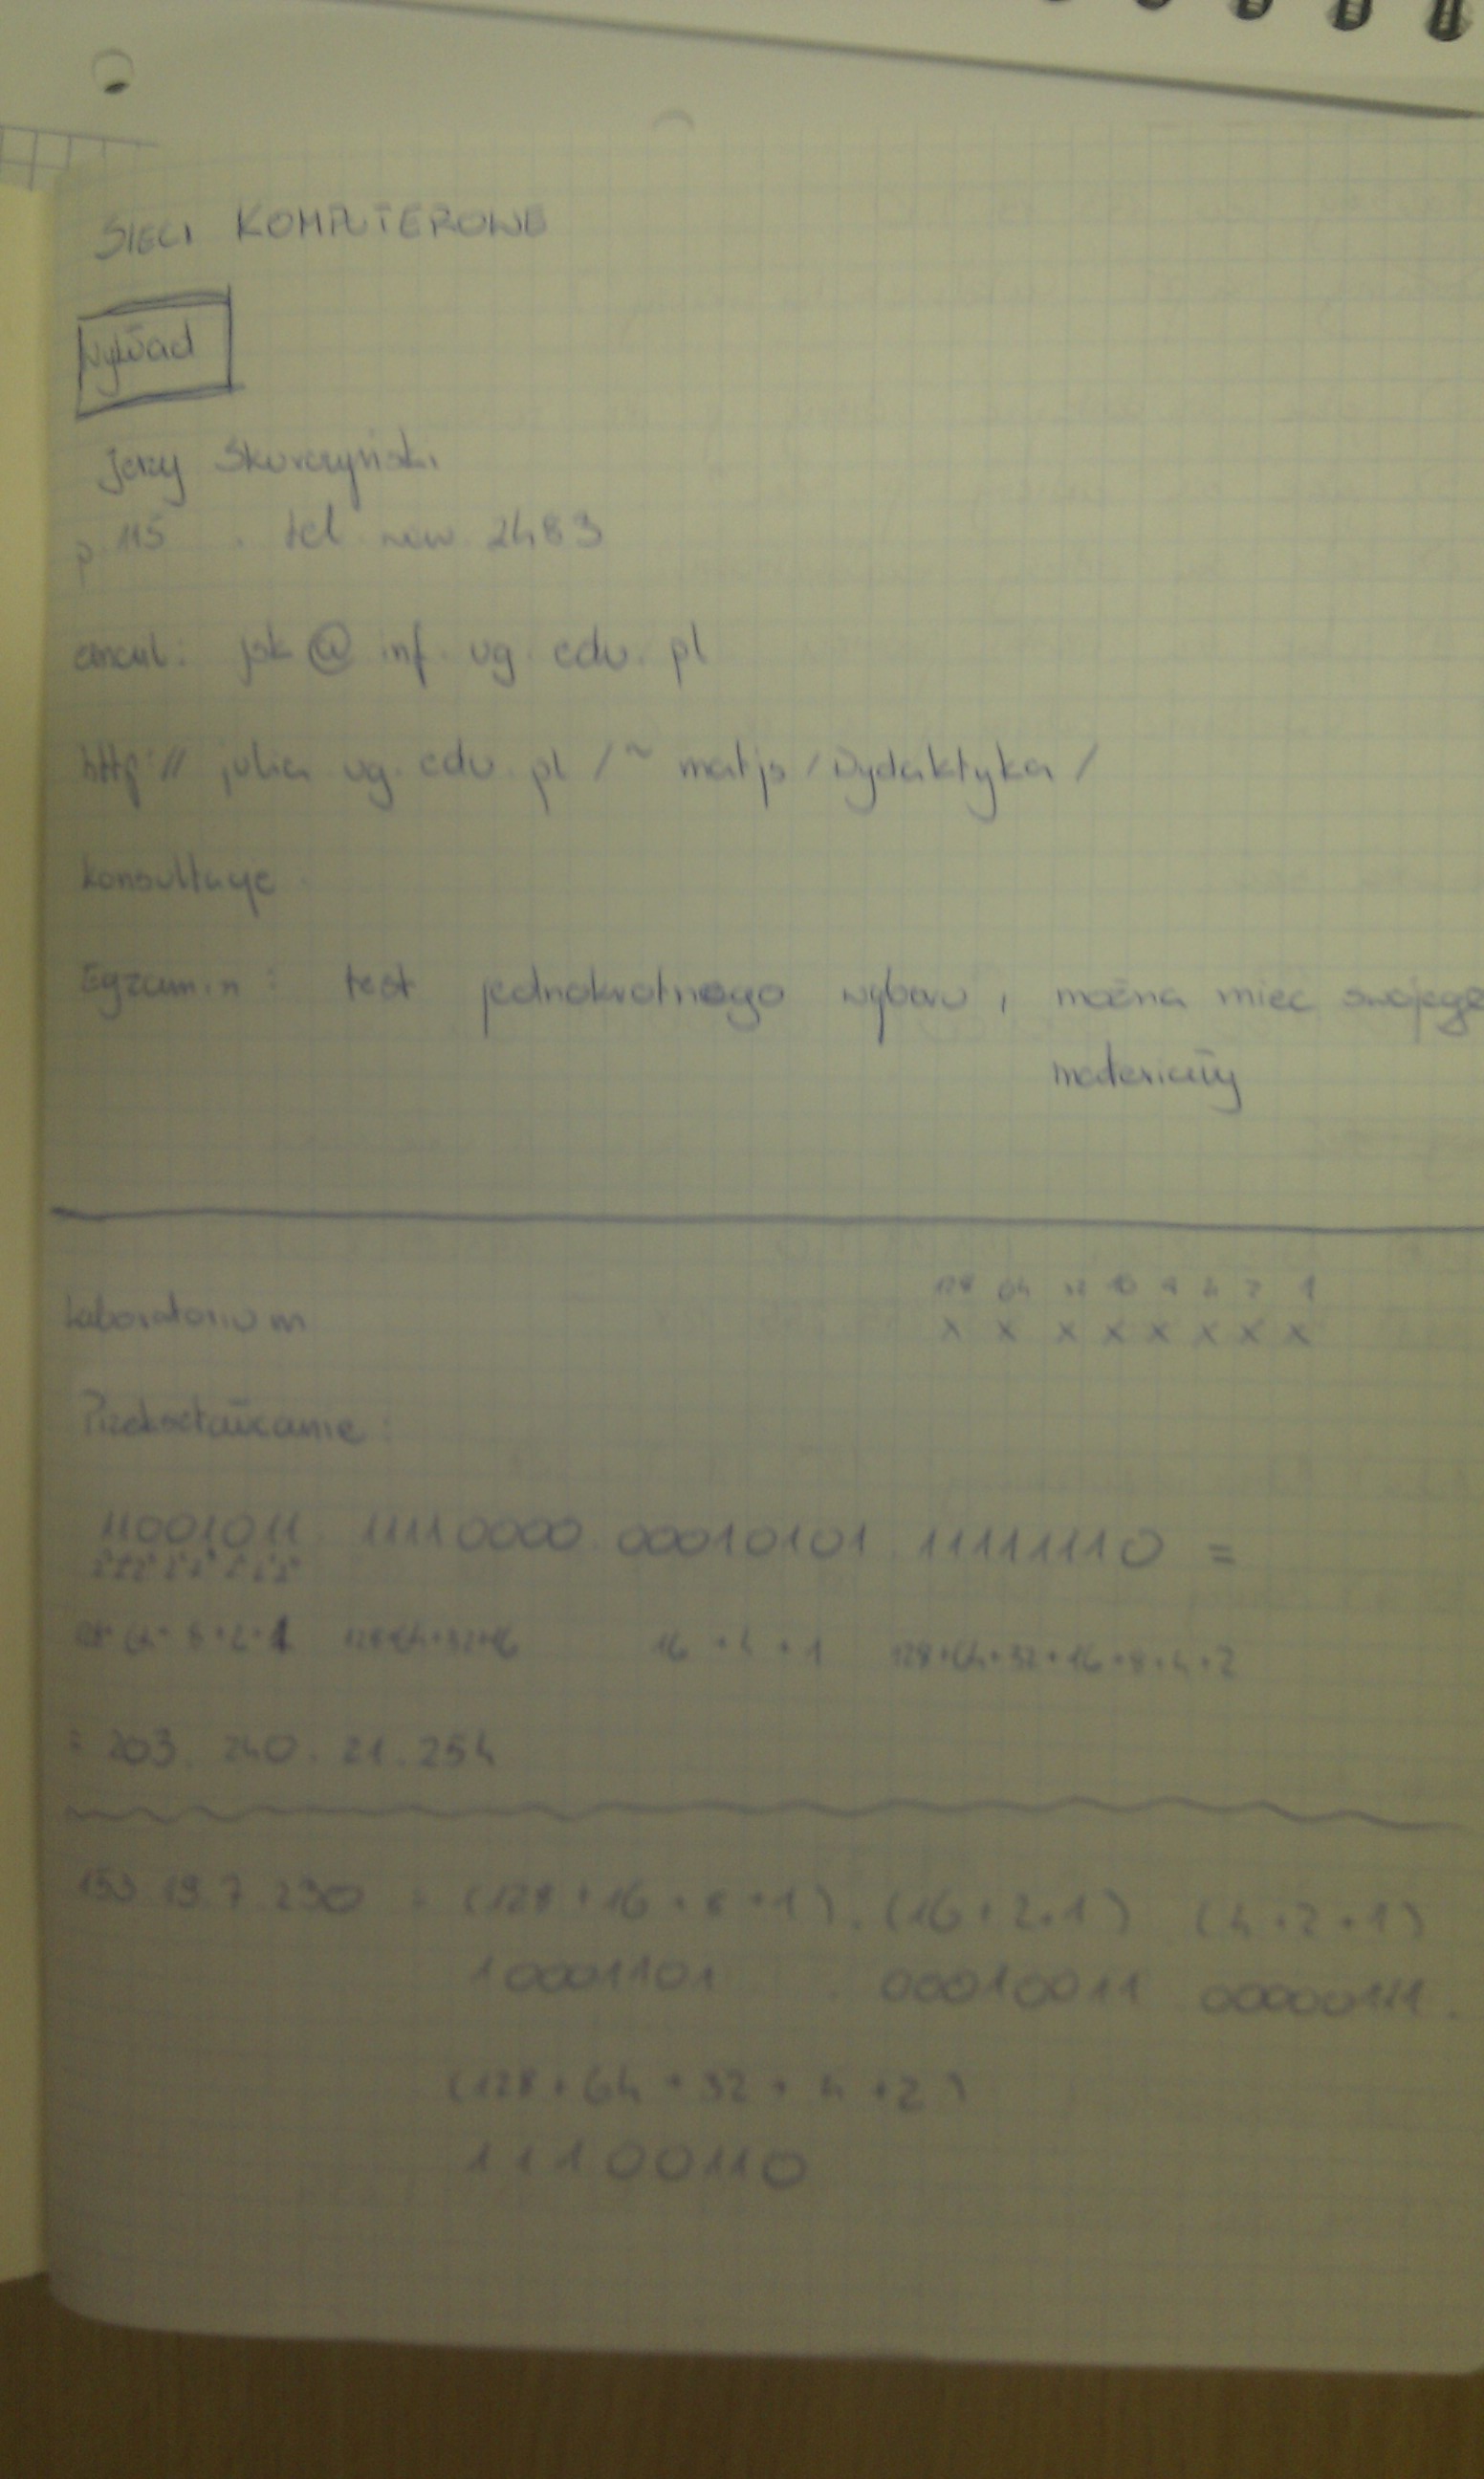 SIECI KOMPUTEROWE
Wykład
Jerzy Skurczyński
p. 115 . tel. wew. 2483
email: jsk@inf.ug.edu.pl
http:// julia ug.edu.pl /~ matjs / Dydaktyka /
konsultacje
Egzamin: test jednokrotnego wyboru, można mieć swojego
materiały
128 64 32 16 8 4 2 1
Laboratorium x x x x x x x x
Przekształcanie:
11001011 11110000.00010101.11111110 =
128+64+8+2+1 128+64+32+16 16+4+1 128+64+32+16+8+4+2
= 203.240.21.254
153 19.7 230 = (128+16+8+1).(16+2+1) (4+2+1)
10001101 . 00010011 00000111.
(128+64+32+4+2)
11100110